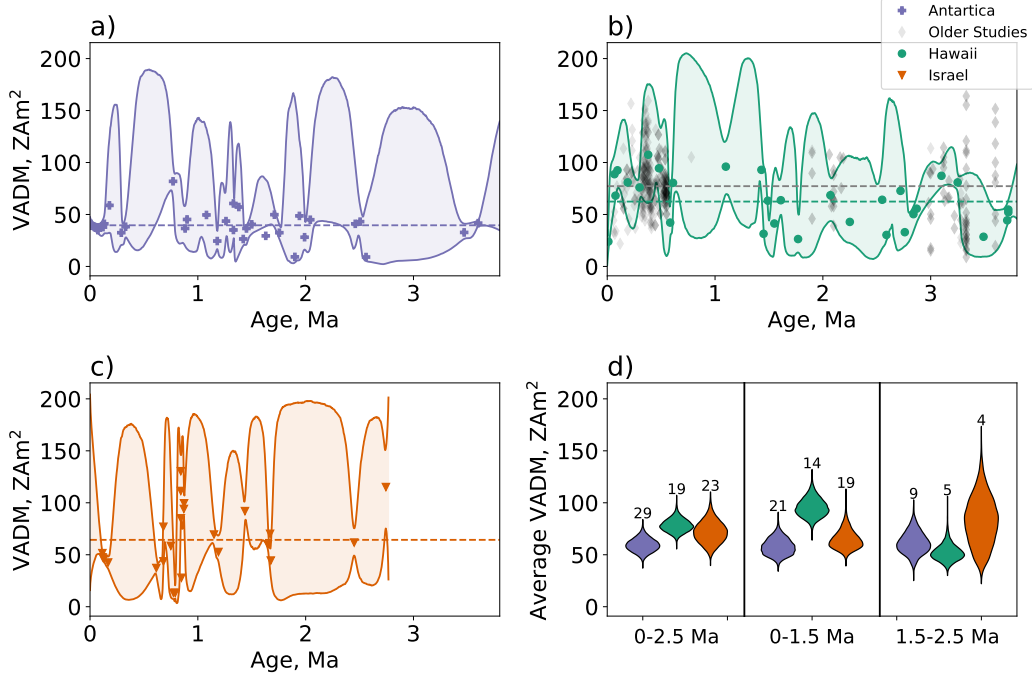 a)
VADM, ZAm²
200
150
100
50
0
0 1 2 3
Age, Ma
b)
Antartica
Older Studies
Hawaii
Israel
200
150
100
50
0
0 1 2 3
Age, Ma
c)
VADM, ZAm²
200
150
100
50
0
0 1 2 3
Age, Ma
d)
Average VADM, ZAm²
200
150
100
50
0
29 19 23
21 14 19
9 5 4
0-2.5 Ma 0-1.5 Ma 1.5-2.5 Ma